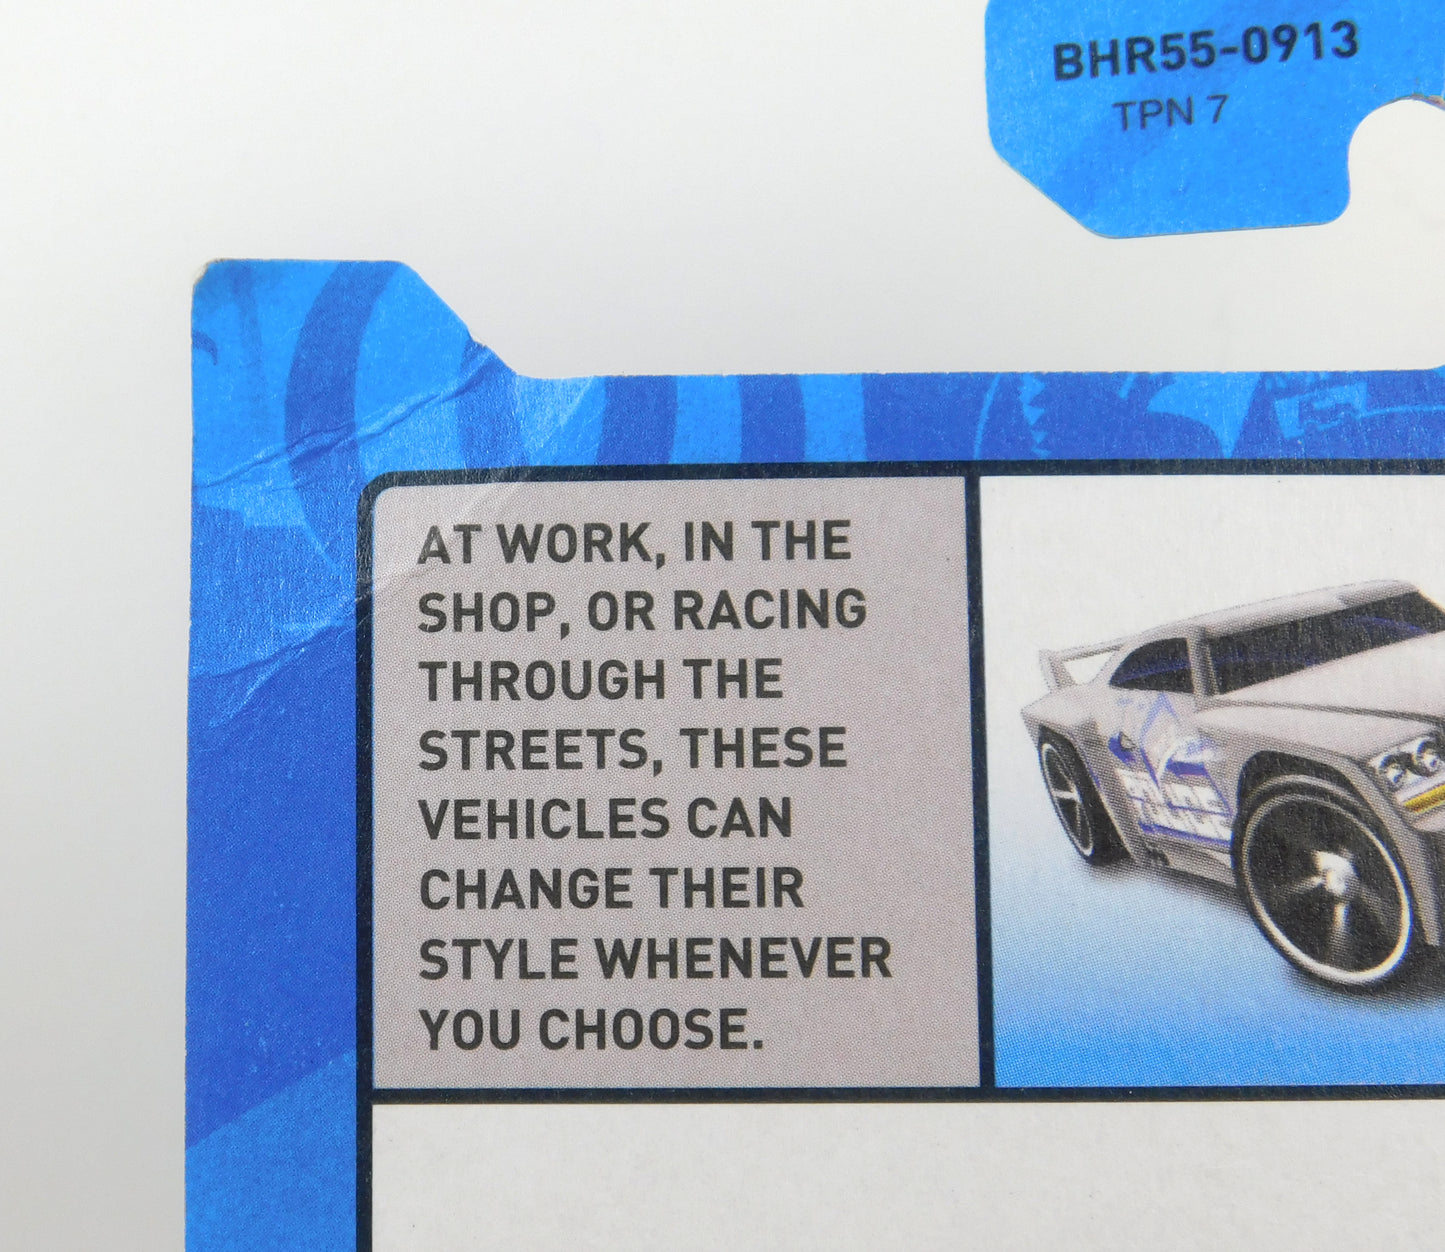 BHR55-0913
TPN 7
AT WORK, IN THE
SHOP, OR RACING
THROUGH THE
STREETS, THESE
VEHICLES CAN
CHANGE THEIR
STYLE WHENEVER
YOU CHOOSE.